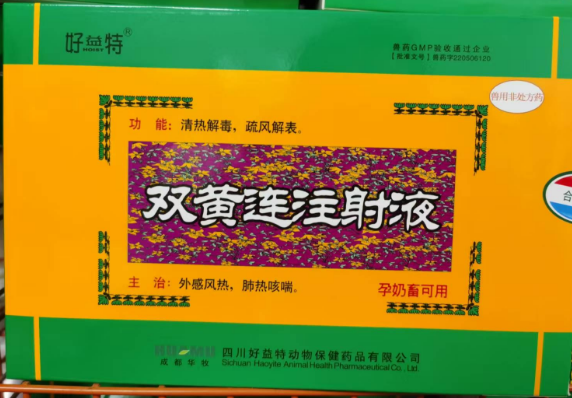 好益特®
兽药GMP验收通过企业
【批准文号】兽药字220506120
兽用非处方药
功 能：清热解毒，疏风解表。
双黄连注射液
合
主 治：外感风热，肺热咳喘。
孕奶畜可用
成都华牧
四川好益特动物保健药品有限公司
Sichuan Haoyite Animal Health Pharmaceutical Co., Ltd.